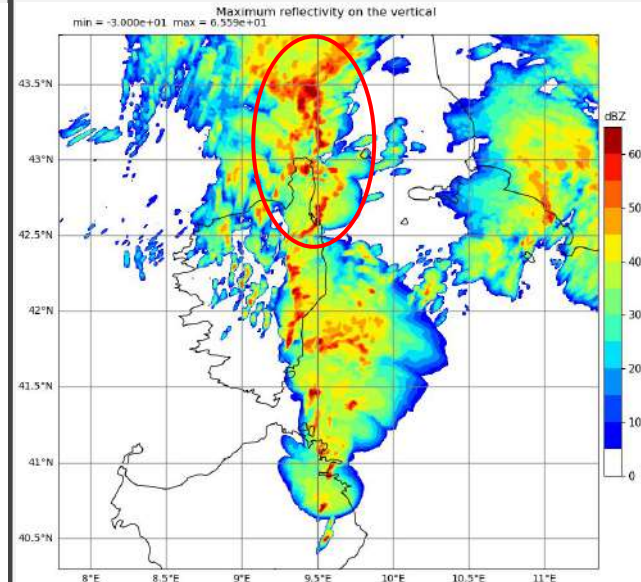 Maximum reflectivity on the vertical
min = -3.000e+01 max = 6.559e+01
43.5°N
43°N
42.5°N
42°N
41.5°N
41°N
40.5°N
8°E 8.5°E 9°E 9.5°E 10°E 10.5°E 11°E
dBZ
60
50
40
30
20
10
0